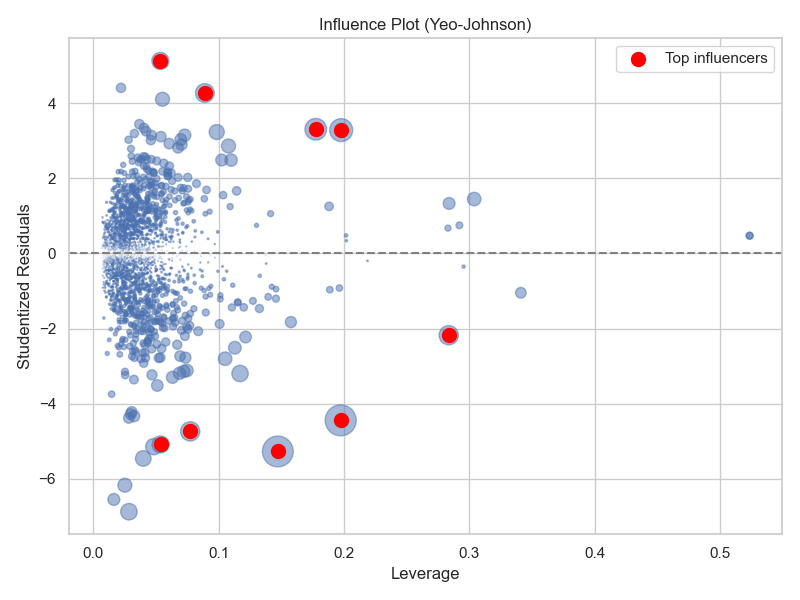 Influence Plot (Yeo-Johnson)
Top influencers
Studentized Residuals
4
2
0
−2
−4
−6
0.0 0.1 0.2 0.3 0.4 0.5
Leverage